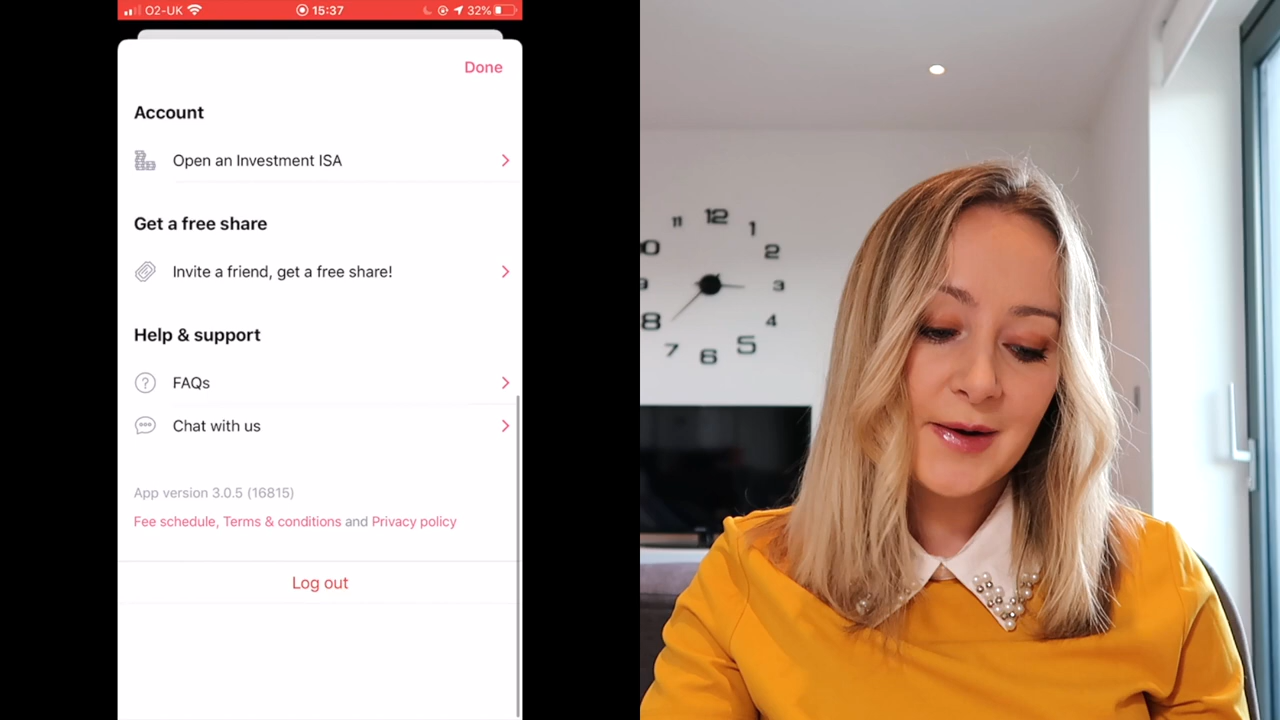 O2-UK
15:37
32%
Done
Account
Open an Investment ISA
Get a free share
Invite a friend, get a free share!
Help & support
FAQs
Chat with us
App version 3.0.5 (16815)
Fee schedule, Terms & conditions and Privacy policy
Log out
11 12 1
0 2
3
8 4
7 6 5